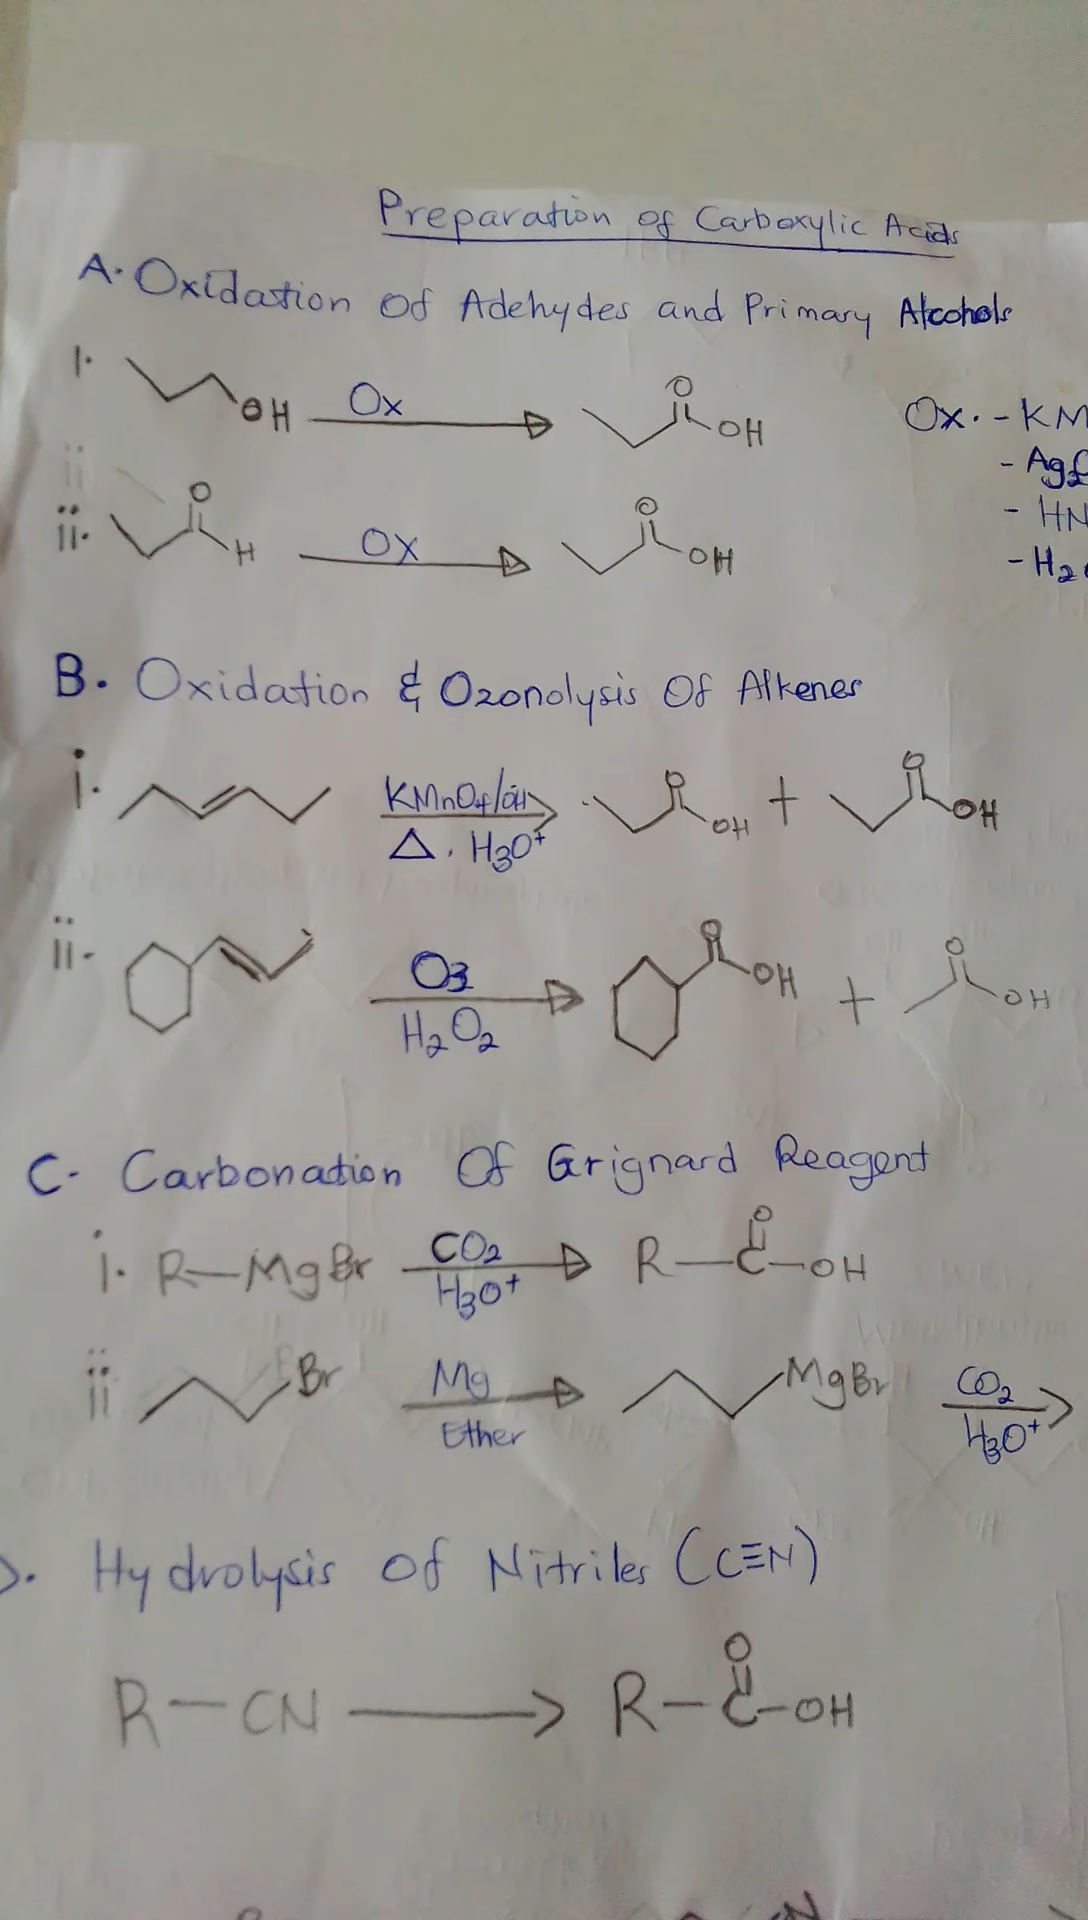 Preparation of Carboxylic Acids
A. Oxidation Of Adehydes and Primary Alcohols
i. OH Ox O OH Ox. - KM
- Ag
ii
ii. O H OX O OH - HN
- H2
B. Oxidation & Ozonolysis Of Alkenes
i. KMnO4/OH O OH + O OH
Δ. H3O+
ii. O3 O OH + O OH
H2O2
C- Carbonation Of Grignard Reagent
i. R-MgBr CO2 R-C-OH O
H3O+
ii Br Mg MgBr CO2
Ether H3O+
. Hydrolysis Of Nitriles (C≡N)
O
R-CN R-C-OH